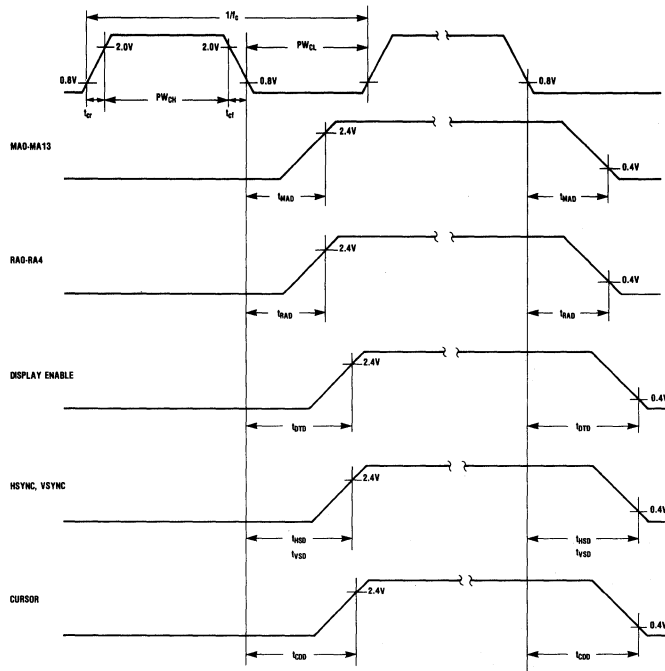 1/fc
2.0V 2.0V PWCL
0.8V 0.8V 0.8V
tcr PWCH tcf
MA0-MA13
2.4V
0.4V
tMAD tMAD
RA0-RA4
2.4V
0.4V
tRAD tRAD
DISPLAY ENABLE
2.4V
0.4V
tDTD tDTD
HSYNC, VSYNC
2.4V
0.4V
tHSD tHSD
tVSD tVSD
CURSOR
2.4V
0.4V
tCDD tCDD